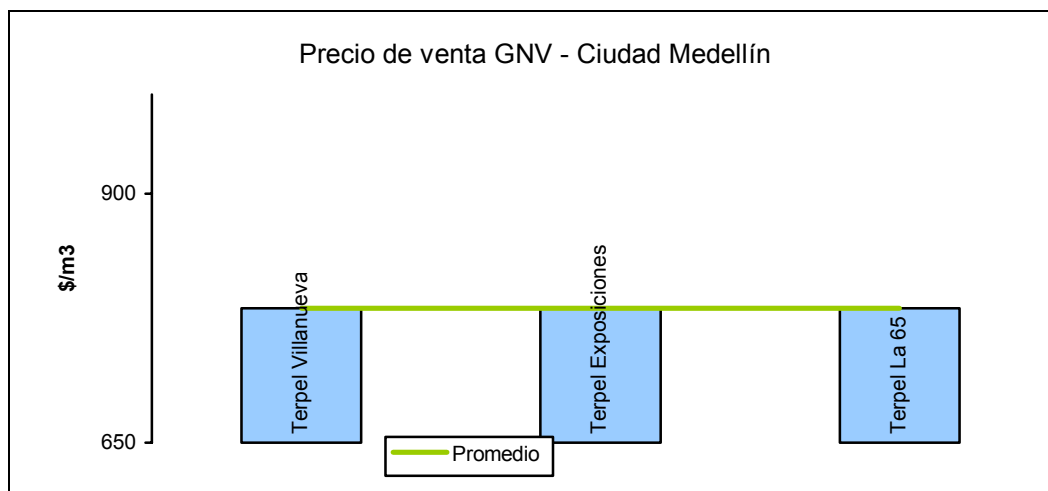 Precio de venta GNV - Ciudad Medellín
900
$/m3
650
Terpel Villanueva
Terpel Exposiciones
Terpel La 65
Promedio